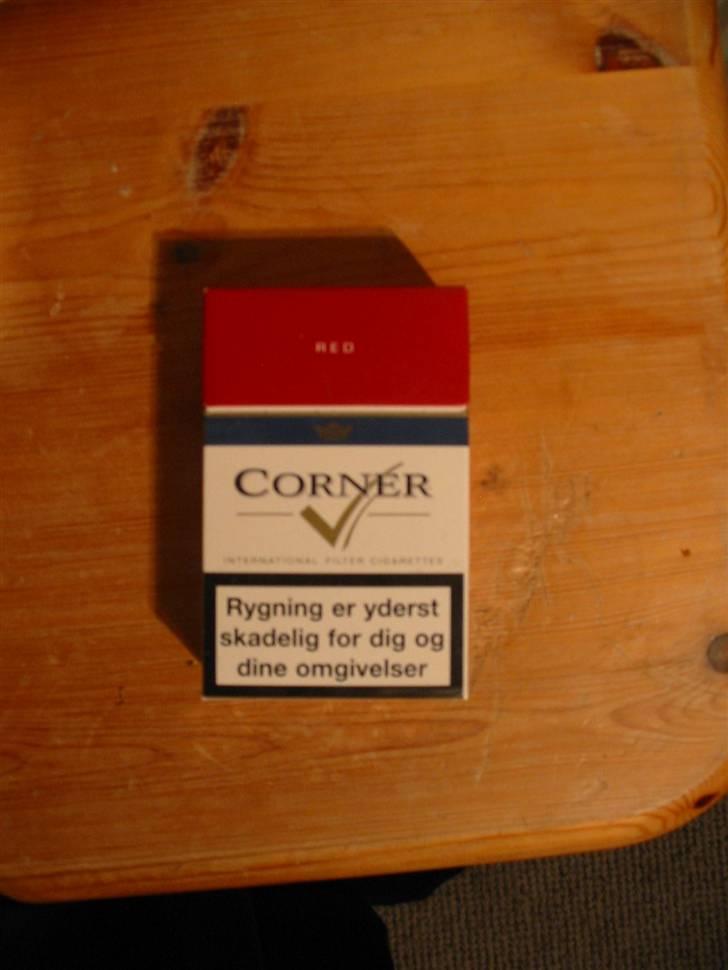 RED
CORNER
INTERNATIONAL FILTER CIGARETTES
Rygning er yderst
skadelig for dig og
dine omgivelser